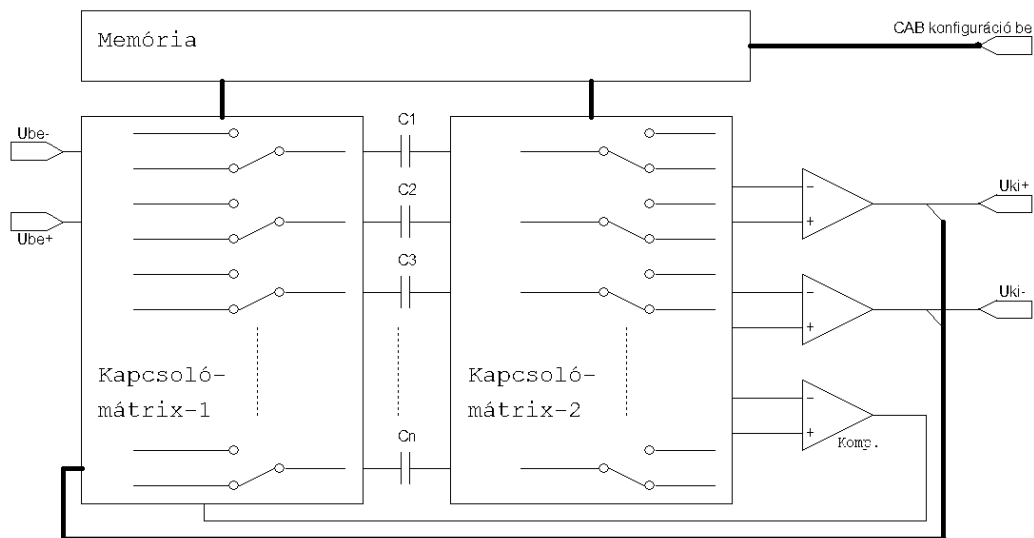 Memória
CAB konfiguráció be
Ube-
Ube+
C1
C2
C3
Cn
Kapcsoló-
mátrix-1
Kapcsoló-
mátrix-2
-
+
-
+
-
+
Komp.
Uki+
Uki-